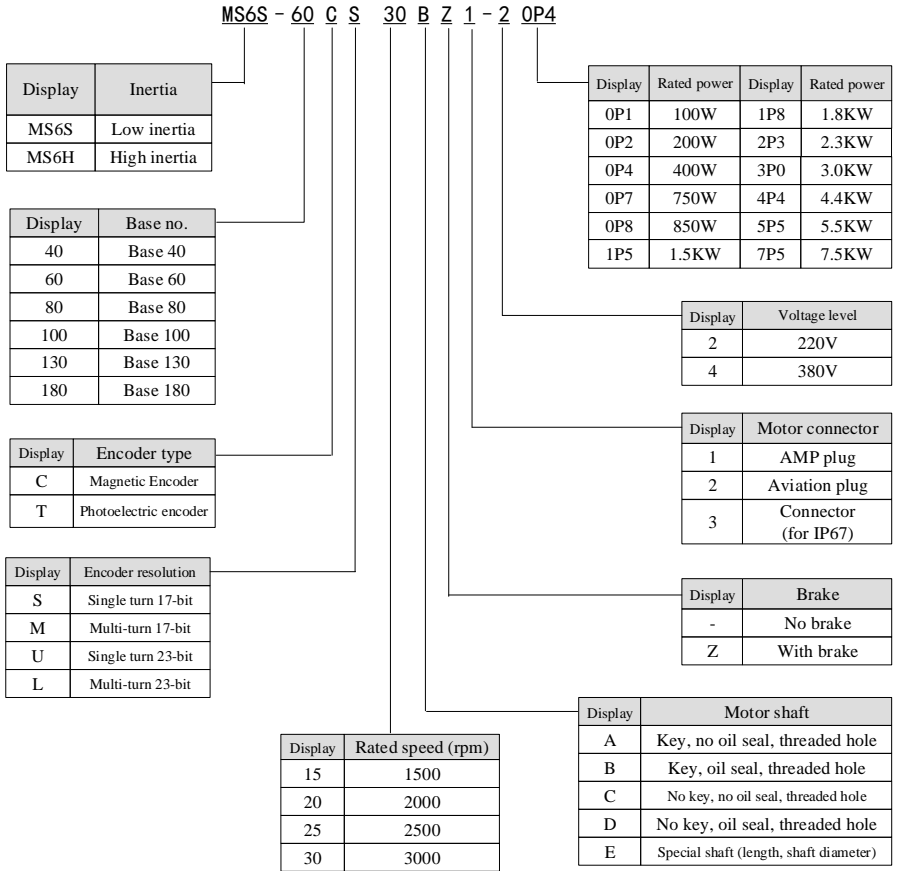 MS6S - 60 C S 30 B Z 1 - 2 0P4
Display Inertia
MS6S Low inertia
MS6H High inertia
Display Base no.
40 Base 40
60 Base 60
80 Base 80
100 Base 100
130 Base 130
180 Base 180
Display Encoder type
C Magnetic Encoder
T Photoelectric encoder
Display Encoder resolution
S Single turn 17-bit
M Multi-turn 17-bit
U Single turn 23-bit
L Multi-turn 23-bit
Display Rated speed (rpm)
15 1500
20 2000
25 2500
30 3000
Display Rated power Display Rated power
0P1 100W 1P8 1.8KW
0P2 200W 2P3 2.3KW
0P4 400W 3P0 3.0KW
0P7 750W 4P4 4.4KW
0P8 850W 5P5 5.5KW
1P5 1.5KW 7P5 7.5KW
Display Voltage level
2 220V
4 380V
Display Motor connector
1 AMP plug
2 Aviation plug
3 Connector
(for IP67)
Display Brake
- No brake
Z With brake
Display Motor shaft
A Key, no oil seal, threaded hole
B Key, oil seal, threaded hole
C No key, no oil seal, threaded hole
D No key, oil seal, threaded hole
E Special shaft (length, shaft diameter)